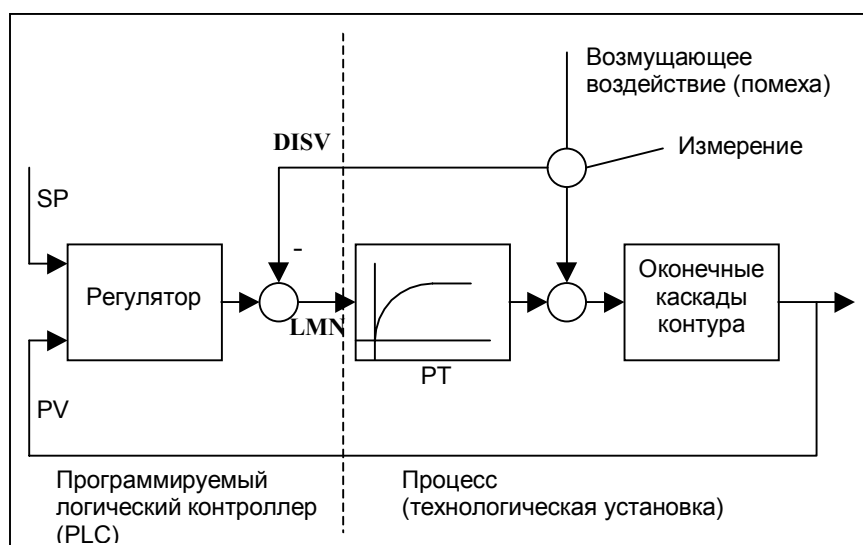 Возмущающее
воздействие (помеха)
DISV
Измерение
SP
-
Регулятор
Оконечные
каскады
контура
LMN
PT
PV
Программируемый
логический контроллер
(PLC)
Процесс
(технологическая установка)